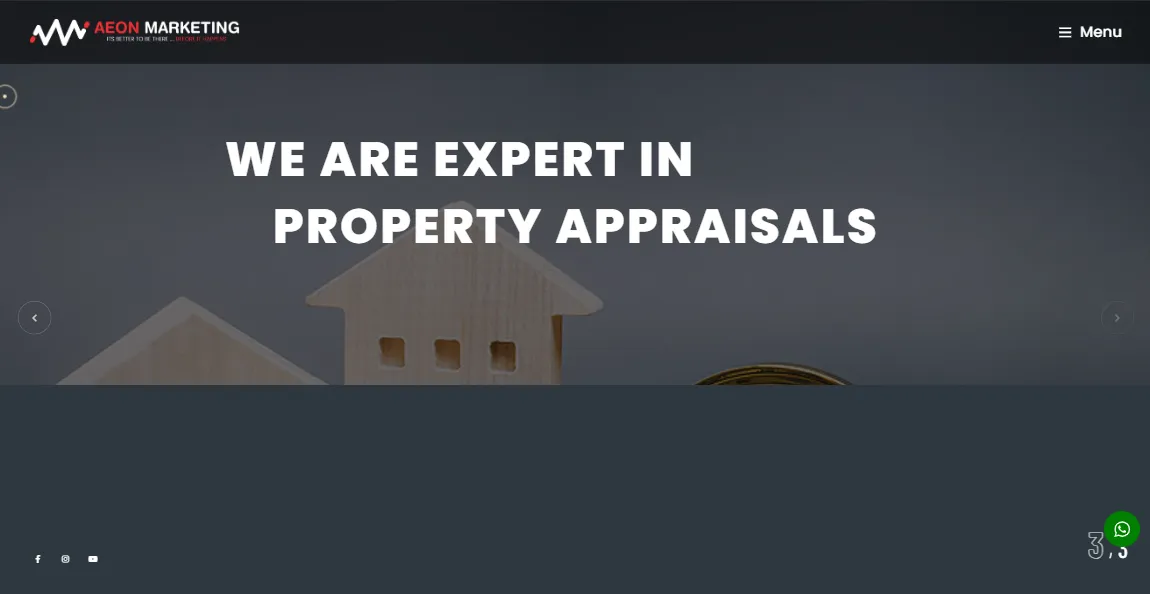 AEON MARKETING
ITS BETTER TO BE THERE ... BEFORE IT HAPPENS
Menu
WE ARE EXPERT IN
PROPERTY APPRAISALS
3 / 3